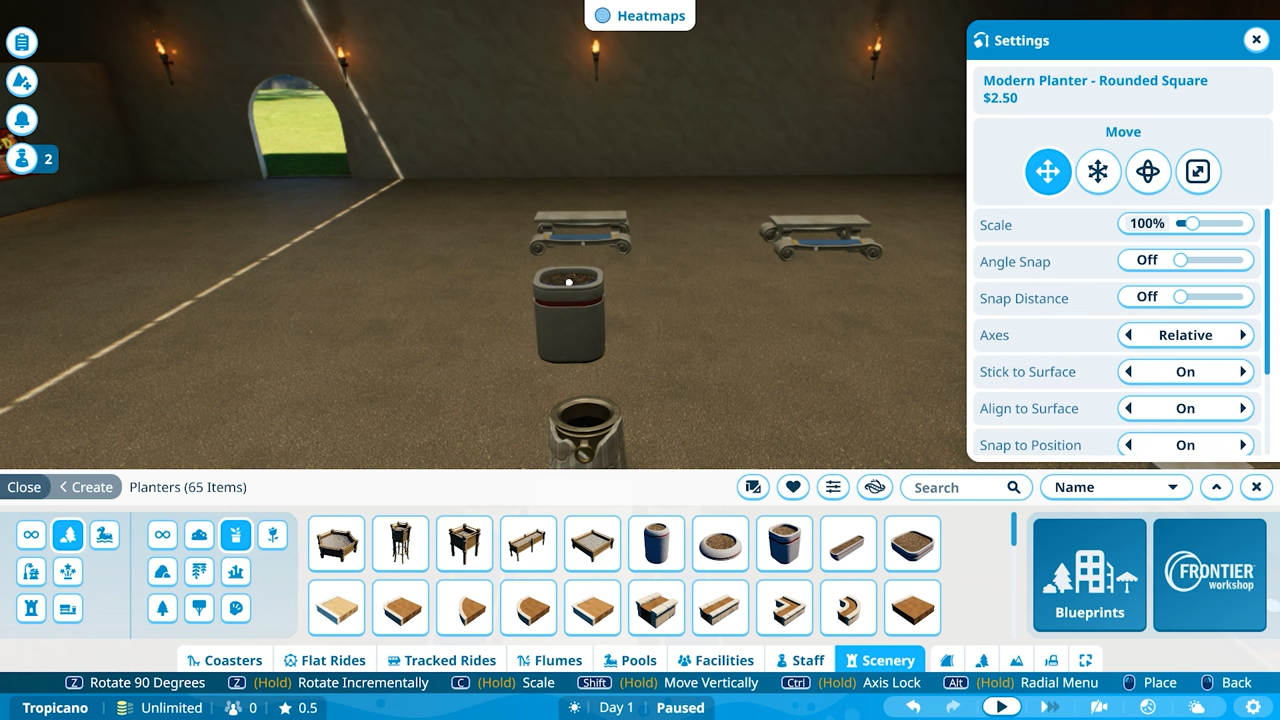 Heatmaps
2
Settings
Modern Planter - Rounded Square
$2.50
Move
Scale 100%
Angle Snap Off
Snap Distance Off
Axes Relative
Stick to Surface On
Align to Surface On
Snap to Position On
Close Create Planters (65 Items) Search Name
Blueprints
FRONTIER
workshop
Coasters Flat Rides Tracked Rides Flumes Pools Facilities Staff Scenery
Z Rotate 90 Degrees Z (Hold) Rotate Incrementally C (Hold) Scale Shift (Hold) Move Vertically Ctrl (Hold) Axis Lock Alt (Hold) Radial Menu Place Back
Tropicano Unlimited 0 0.5 Day 1 Paused